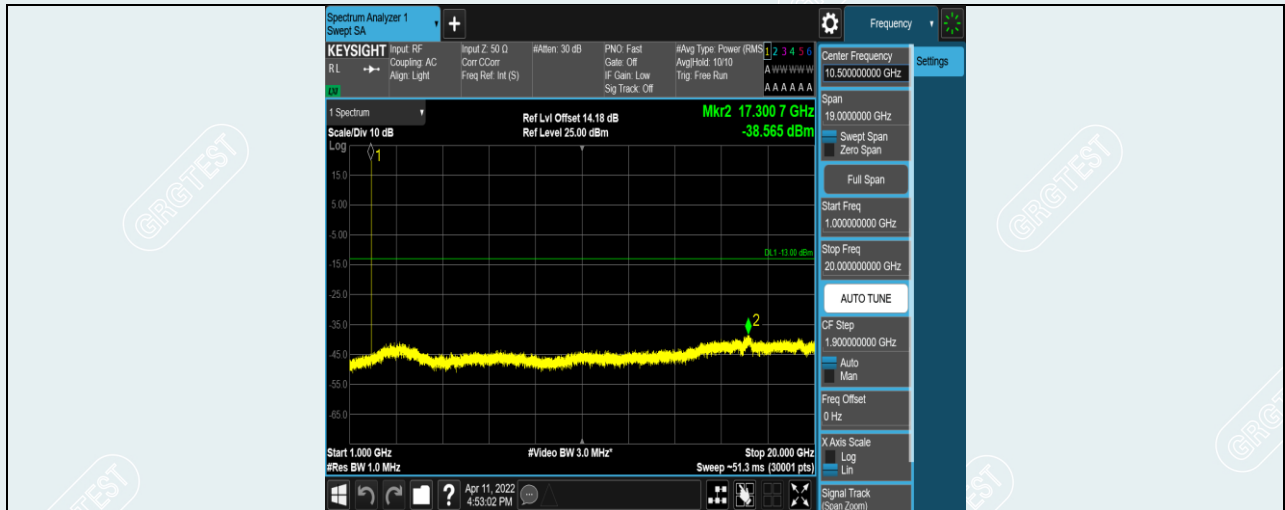 Spectrum Analyzer 1
Swept SA
+
Frequency
KEYSIGHT
RL
LXI
Input: RF
Coupling: AC
Align: Light
Input Z: 50 Ω
Corr CCorr
Freq Ref: Int (S)
#Atten: 30 dB
PNO: Fast
Gate: Off
IF Gain: Low
Sig Track: Off
#Avg Type: Power (RMS
Avg|Hold: 10/10
Trig: Free Run
1 2 3 4 5 6
A W W W W W
A A A A A A
1 Spectrum
Scale/Div 10 dB
Log
Ref Lvl Offset 14.18 dB
Ref Level 25.00 dBm
Mkr2 17.300 7 GHz
-38.565 dBm
1
15.0
5.00
-5.00
DL1 -13.00 dBm
-15.0
-25.0
-35.0
2
-45.0
-55.0
-65.0
Start 1.000 GHz
#Res BW 1.0 MHz
#Video BW 3.0 MHz*
Stop 20.000 GHz
Sweep ~51.3 ms (30001 pts)
?
Apr 11, 2022
4:53:02 PM
Center Frequency
10.500000000 GHz
Settings
Span
19.0000000 GHz
Swept Span
Zero Span
Full Span
Start Freq
1.000000000 GHz
Stop Freq
20.000000000 GHz
AUTO TUNE
CF Step
1.900000000 GHz
Auto
Man
Freq Offset
0 Hz
X Axis Scale
Log
Lin
Signal Track
(Span Zoom)
GRGTEST
GRGTEST
GRGTEST
GRGTEST
GRGTEST